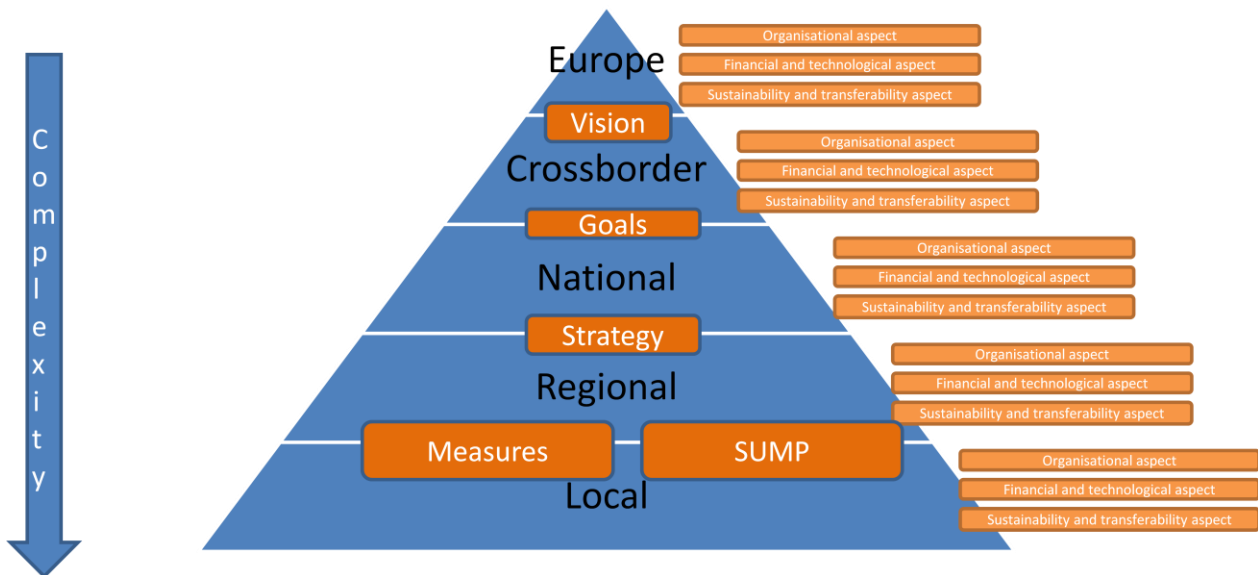 Complexity
Europe
Organisational aspect
Financial and technological aspect
Sustainability and transferability aspect
Vision
Crossborder
Organisational aspect
Financial and technological aspect
Sustainability and transferability aspect
Goals
National
Organisational aspect
Financial and technological aspect
Sustainability and transferability aspect
Strategy
Regional
Organisational aspect
Financial and technological aspect
Sustainability and transferability aspect
Measures
SUMP
Local
Organisational aspect
Financial and technological aspect
Sustainability and transferability aspect